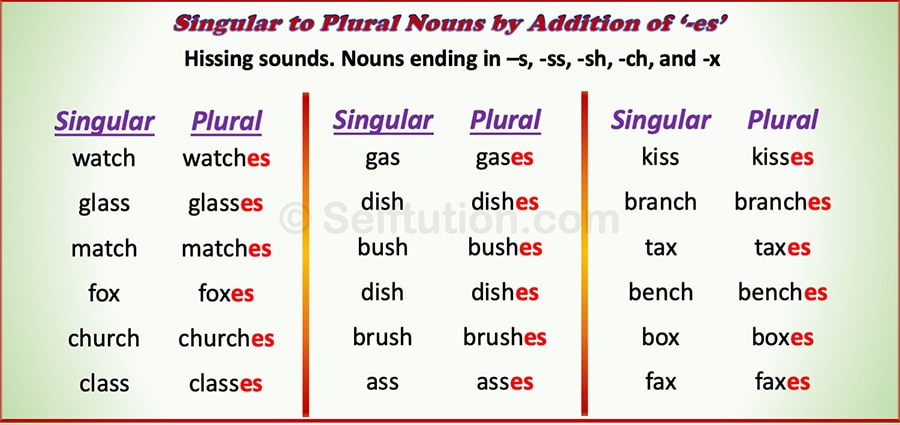 Singular to Plural Nouns by Addition of ‘-es’
Hissing sounds. Nouns ending in –s, -ss, -sh, -ch, and -x
Singular Plural Singular Plural Singular Plural
watch watches gas gases kiss kisses
glass glasses dish dishes branch branches
© Selftution.com
match matches bush bushes tax taxes
fox foxes dish dishes bench benches
church churches brush brushes box boxes
class classes ass asses fax faxes